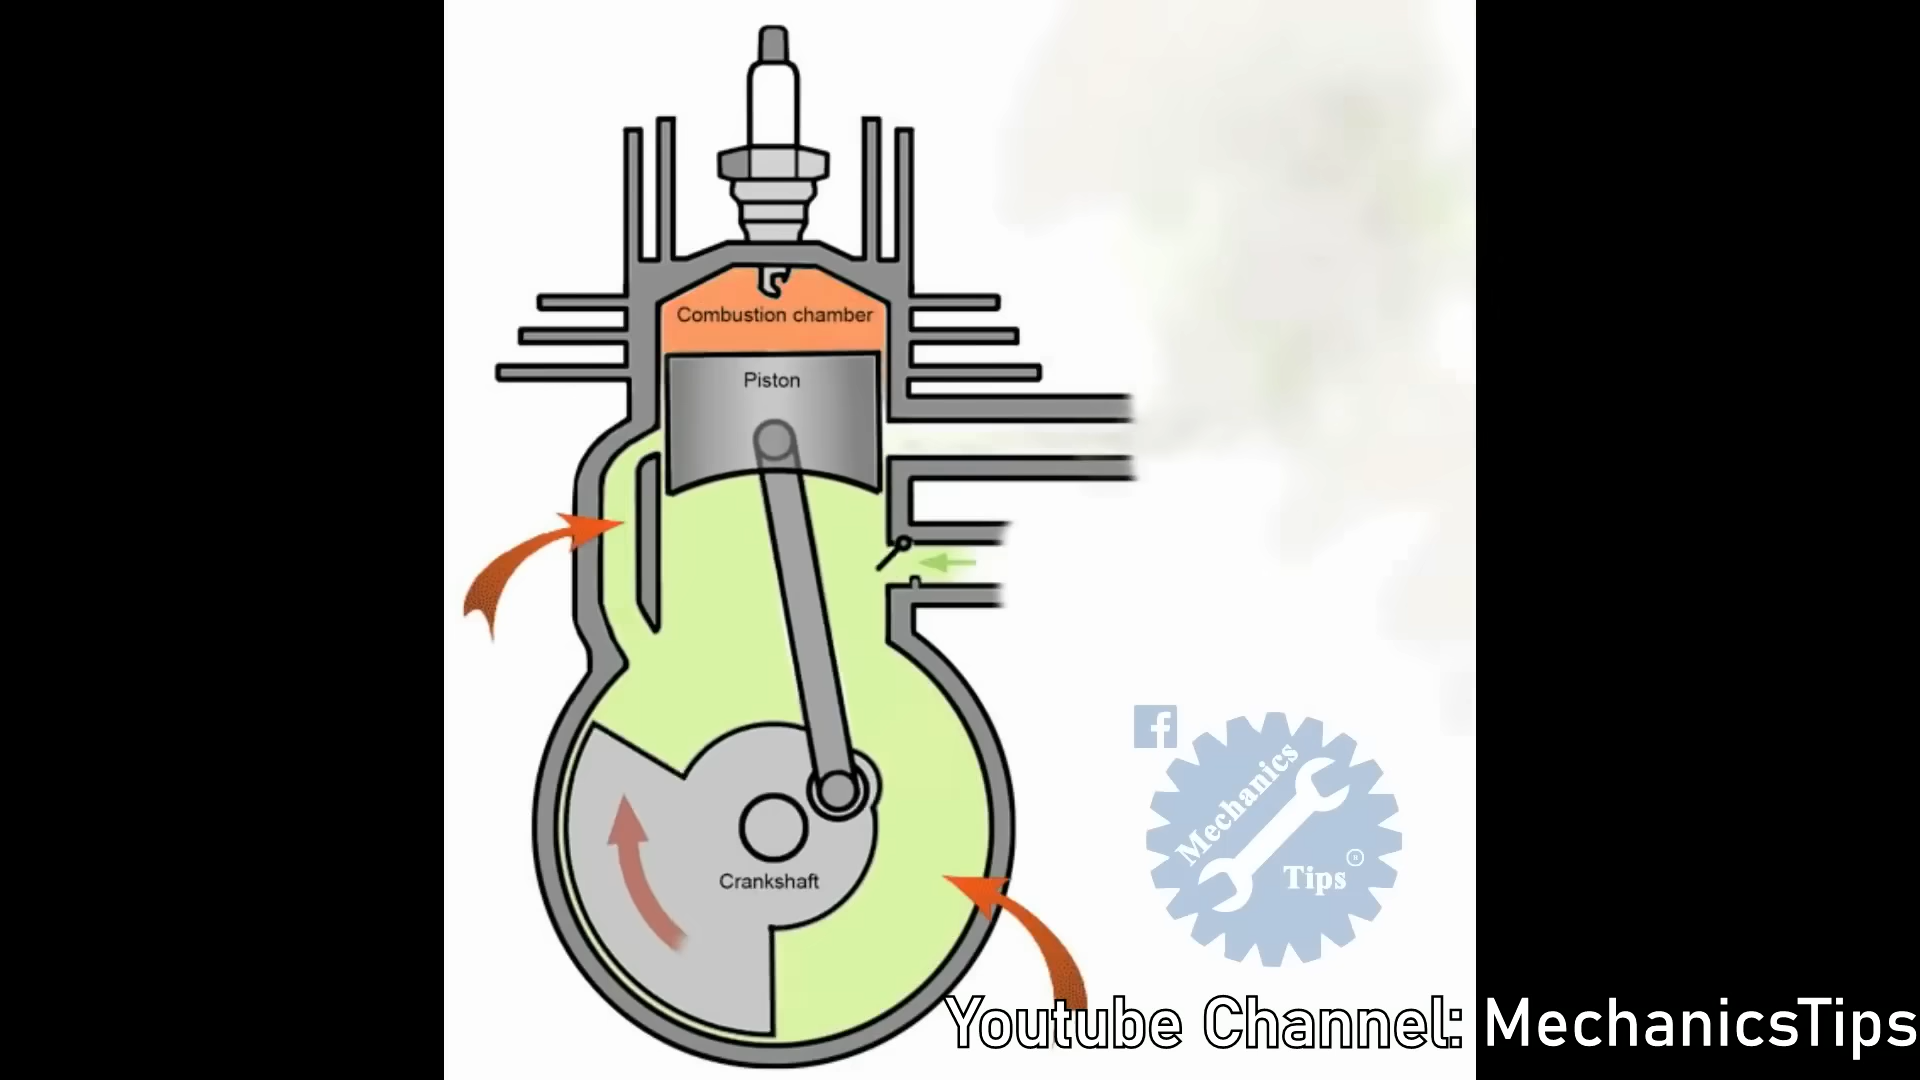 Combustion chamber
Piston
Crankshaft
f
Mechanics
Tips ®
Youtube Channel: MechanicsTips